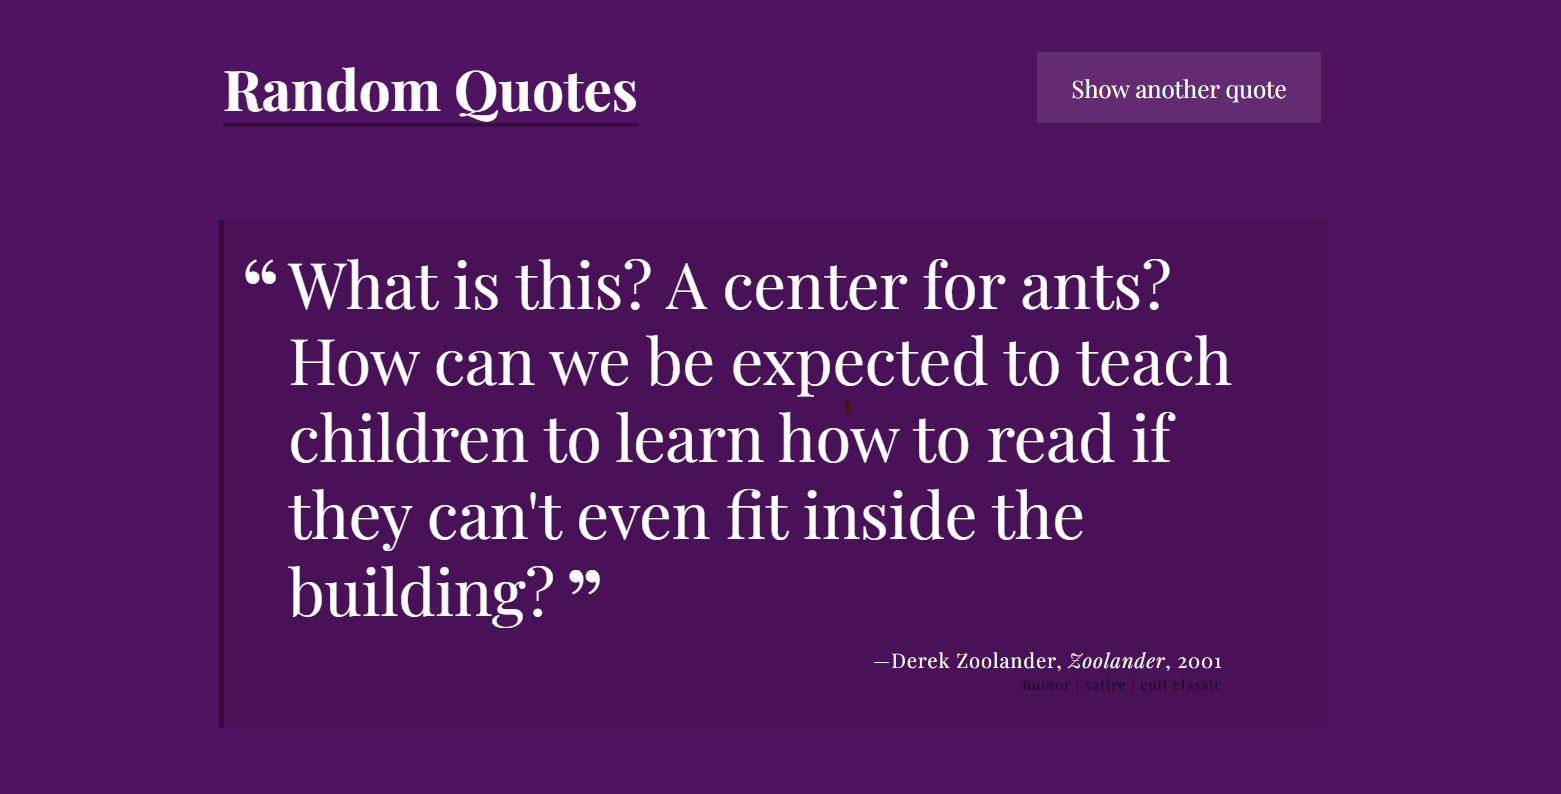 Random Quotes
Show another quote
“ What is this? A center for ants?
How can we be expected to teach
children to learn how to read if
they can't even fit inside the
building? ”
—Derek Zoolander, Zoolander, 2001
humor | satire | cult classic